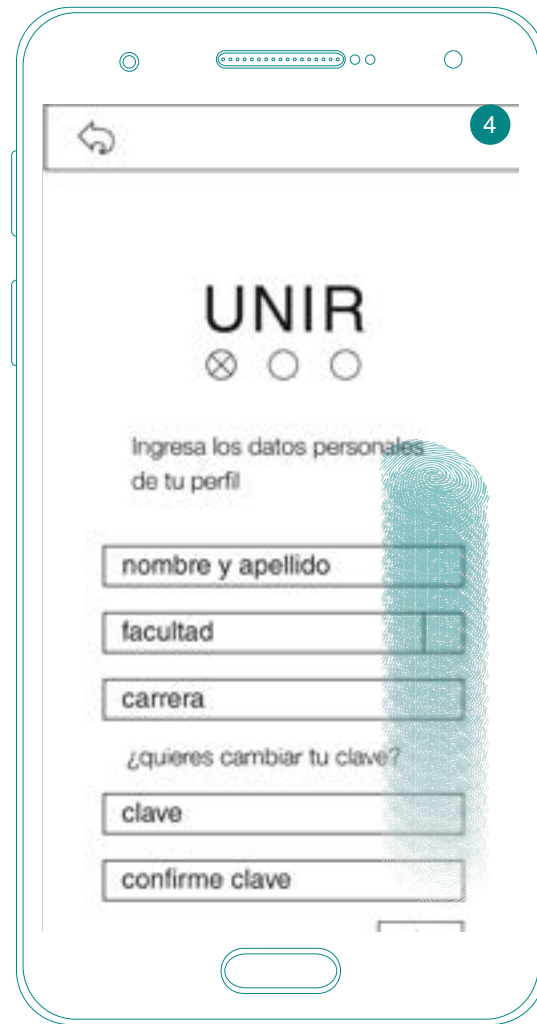 4
UNIR
Ingresa los datos personales
de tu perfil
nombre y apellido
facultad
carrera
¿quieres cambiar tu clave?
clave
confirme clave